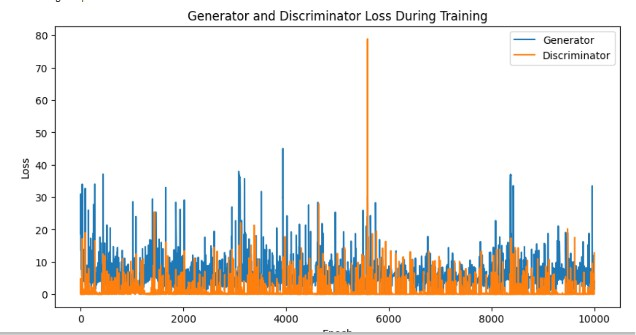 Generator and Discriminator Loss During Training
Generator
Discriminator
80
70
60
50
40
30
20
10
0
Loss
0 2000 4000 6000 8000 10000